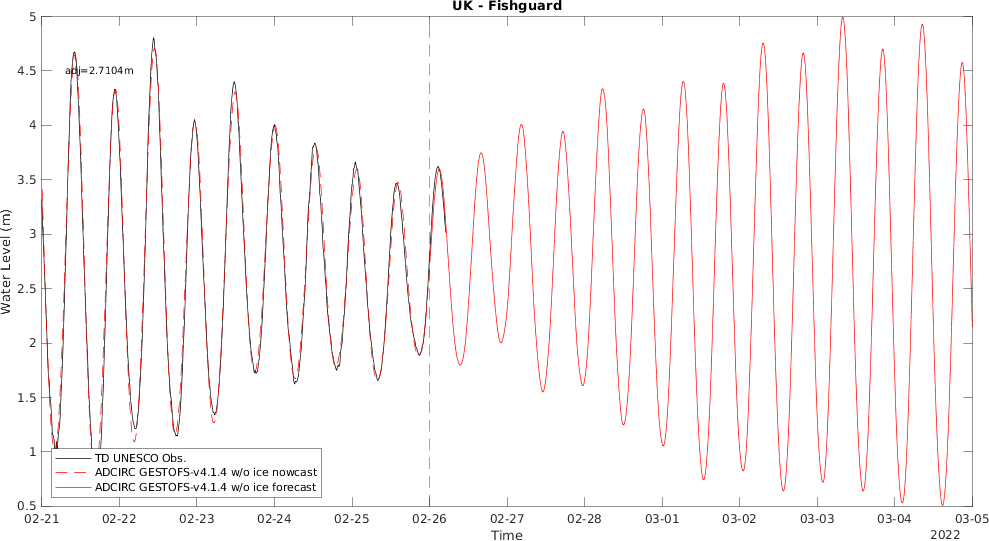 UK - Fishguard
adj=2.7104m
Water Level (m)
5
4.5
4
3.5
3
2.5
2
1.5
1
0.5
TD UNESCO Obs.
ADCIRC GESTOFS-v4.1.4 w/o ice nowcast
ADCIRC GESTOFS-v4.1.4 w/o ice forecast
02-21 02-22 02-23 02-24 02-25 02-26 02-27 02-28 03-01 03-02 03-03 03-04 03-05
Time
2022